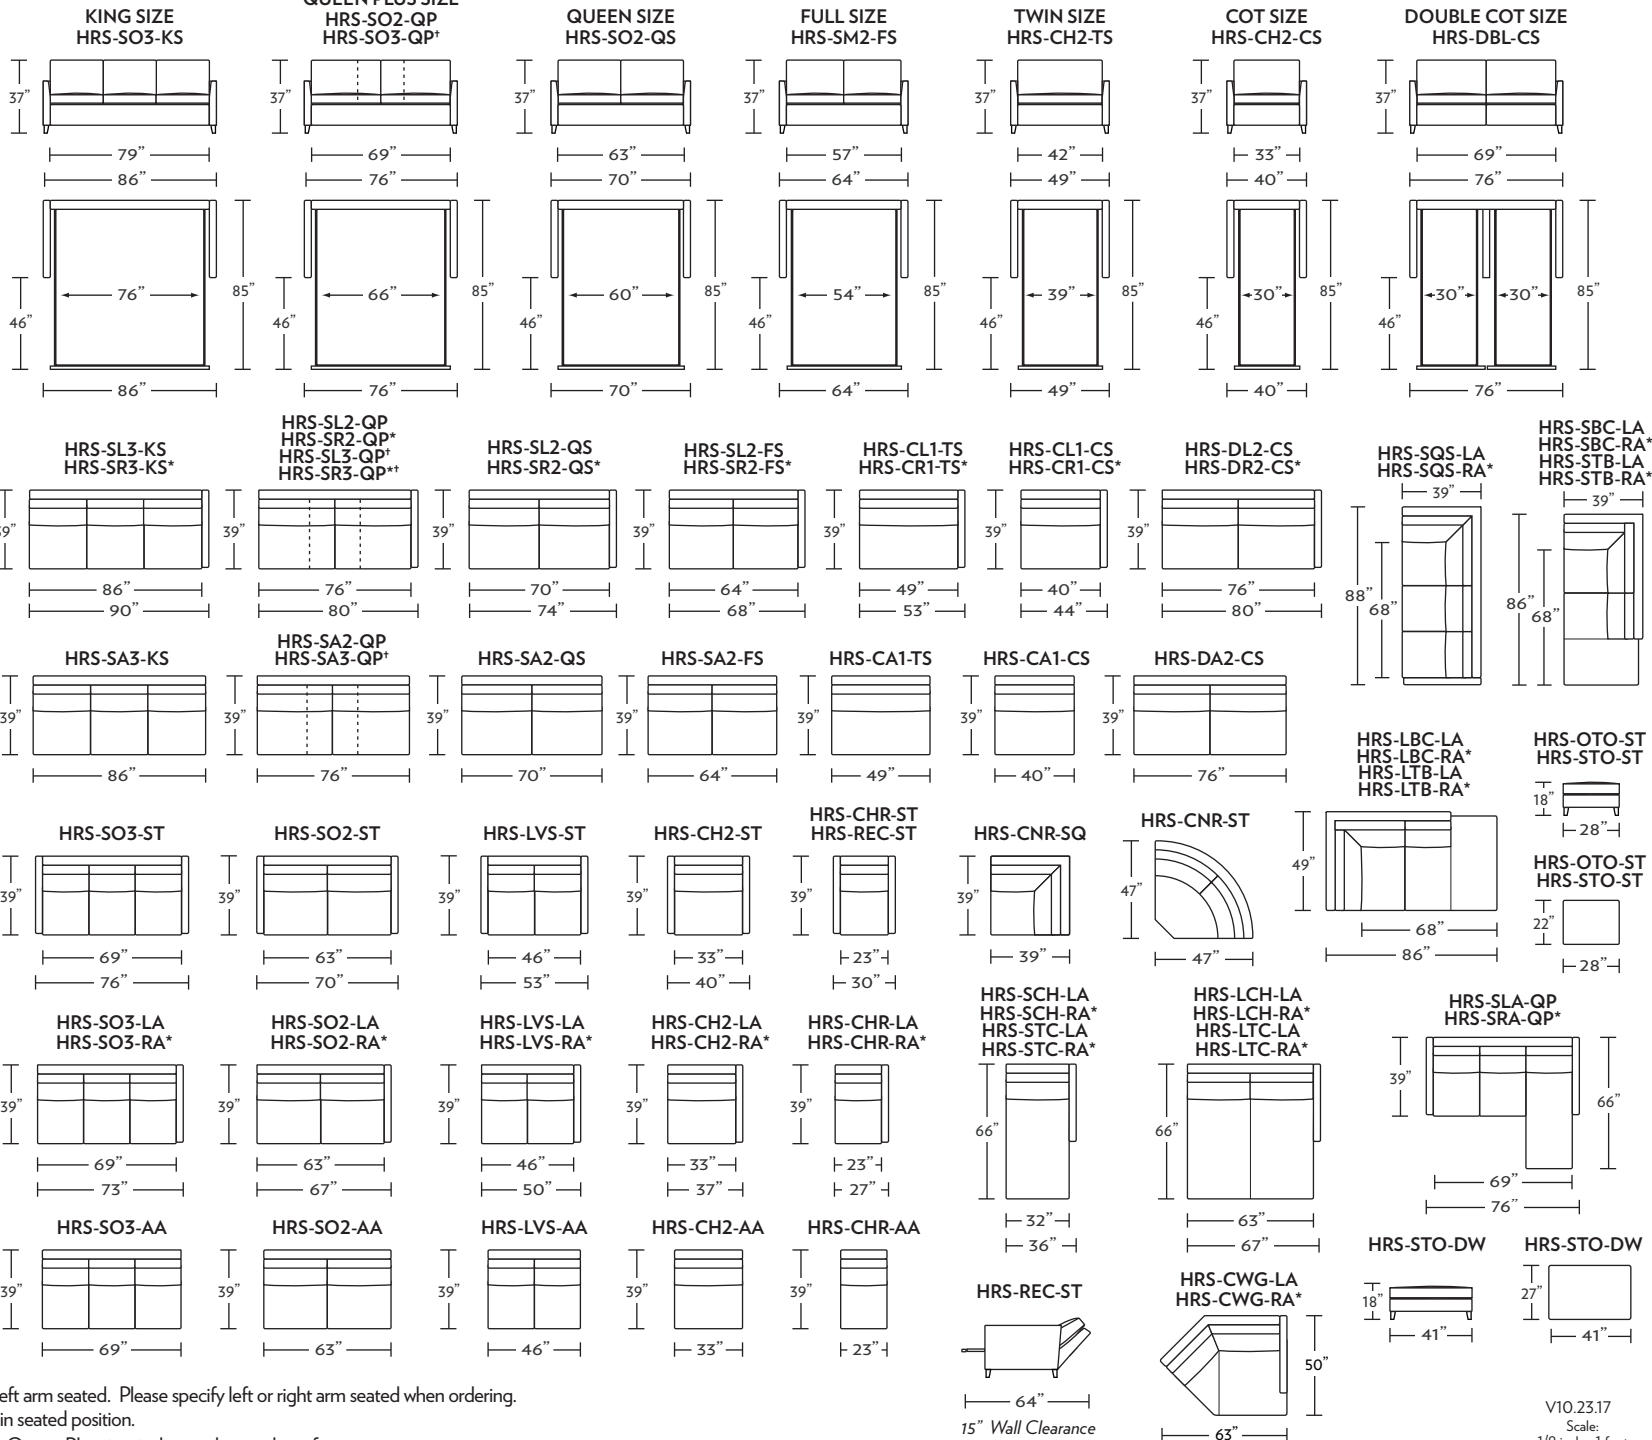 QUEEN PLUS SIZE
KING SIZE
HRS-SO3-KS
HRS-SO2-QP
HRS-SO3-QP†
QUEEN SIZE
HRS-SO2-QS
FULL SIZE
HRS-SM2-FS
TWIN SIZE
HRS-CH2-TS
COT SIZE
HRS-CH2-CS
DOUBLE COT SIZE
HRS-DBL-CS
37” 37” 37” 37” 37” 37” 37”
79” 69” 63” 57” 42” 33” 69”
86” 76” 70” 64” 49” 40” 76”
76” 66” 60” 54” 39” 30” 30” 30”
85” 85” 85” 85” 85” 85” 85”
46” 46” 46” 46” 46” 46” 46”
86” 76” 70” 64” 49” 40” 76”
HRS-SL3-KS
HRS-SR3-KS*
HRS-SL2-QP
HRS-SR2-QP*
HRS-SL3-QP†
HRS-SR3-QP*†
HRS-SL2-QS
HRS-SR2-QS*
HRS-SL2-FS
HRS-SR2-FS*
HRS-CL1-TS
HRS-CR1-TS*
HRS-CL1-CS
HRS-CR1-CS*
HRS-DL2-CS
HRS-DR2-CS*
HRS-SQS-LA
HRS-SQS-RA*
HRS-SBC-LA
HRS-SBC-RA*
HRS-STB-LA
HRS-STB-RA*
39” 39”
39” 39” 39” 39” 39” 39” 39”
86” 76” 70” 64” 49” 40” 76”
90” 80” 74” 68” 53” 44” 80”
88” 68” 86” 68”
HRS-SA3-KS
HRS-SA2-QP
HRS-SA3-QP†
HRS-SA2-QS
HRS-SA2-FS
HRS-CA1-TS
HRS-CA1-CS
HRS-DA2-CS
39” 39” 39” 39” 39” 39” 39”
86” 76” 70” 64” 49” 40” 76”
HRS-LBC-LA
HRS-LBC-RA*
HRS-LTB-LA
HRS-LTB-RA*
HRS-OTO-ST
HRS-STO-ST
18”
28”
HRS-SO3-ST
HRS-SO2-ST
HRS-LVS-ST
HRS-CH2-ST
HRS-CHR-ST
HRS-REC-ST
HRS-CNR-SQ
HRS-CNR-ST
HRS-OTO-ST
HRS-STO-ST
39” 39” 39” 39” 39” 39” 47” 49” 22”
69” 63” 46” 33” 23” 39” 47” 68” 28”
76” 70” 53” 40” 30” 86”
HRS-SO3-LA
HRS-SO3-RA*
HRS-SO2-LA
HRS-SO2-RA*
HRS-LVS-LA
HRS-LVS-RA*
HRS-CH2-LA
HRS-CH2-RA*
HRS-CHR-LA
HRS-CHR-RA*
HRS-SCH-LA
HRS-SCH-RA*
HRS-STC-LA
HRS-STC-RA*
HRS-LCH-LA
HRS-LCH-RA*
HRS-LTC-LA
HRS-LTC-RA*
HRS-SLA-QP
HRS-SRA-QP*
39” 39” 39” 39” 39” 66” 66” 39” 66”
69” 63” 46” 33” 23” 69”
73” 67” 50” 37” 27” 76”
32” 63”
36” 67”
HRS-SO3-AA
HRS-SO2-AA
HRS-LVS-AA
HRS-CH2-AA
HRS-CHR-AA
HRS-STO-DW
HRS-STO-DW
39” 39” 39” 39” 39” 18” 27”
69” 63” 46” 33” 23” 41” 41”
HRS-REC-ST
64”
15” Wall Clearance
HRS-CWG-LA
HRS-CWG-RA*
50”
63”
eft arm seated. Please specify left or right arm seated when ordering.
in seated position.
V10.23.17
Scale: